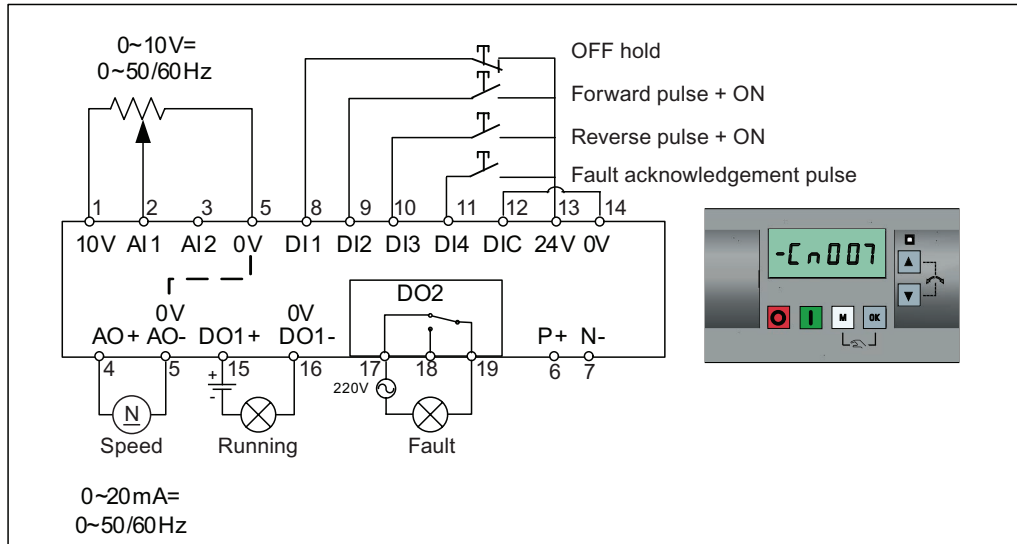 0~10V=
0~50/60Hz
OFF hold
Forward pulse + ON
Reverse pulse + ON
Fault acknowledgement pulse
1 2 3 5 8 9 10 11 12 13 14
10V AI1 AI2 0V DI1 DI2 DI3 DI4 DIC 24V 0V
-Cn007
M OK
DO2
0V 0V
AO+ AO- DO1+ DO1- P+ N-
4 5 15 16 17 18 19 6 7
+
-
220V
N
Speed Running Fault
0~20mA=
0~50/60Hz